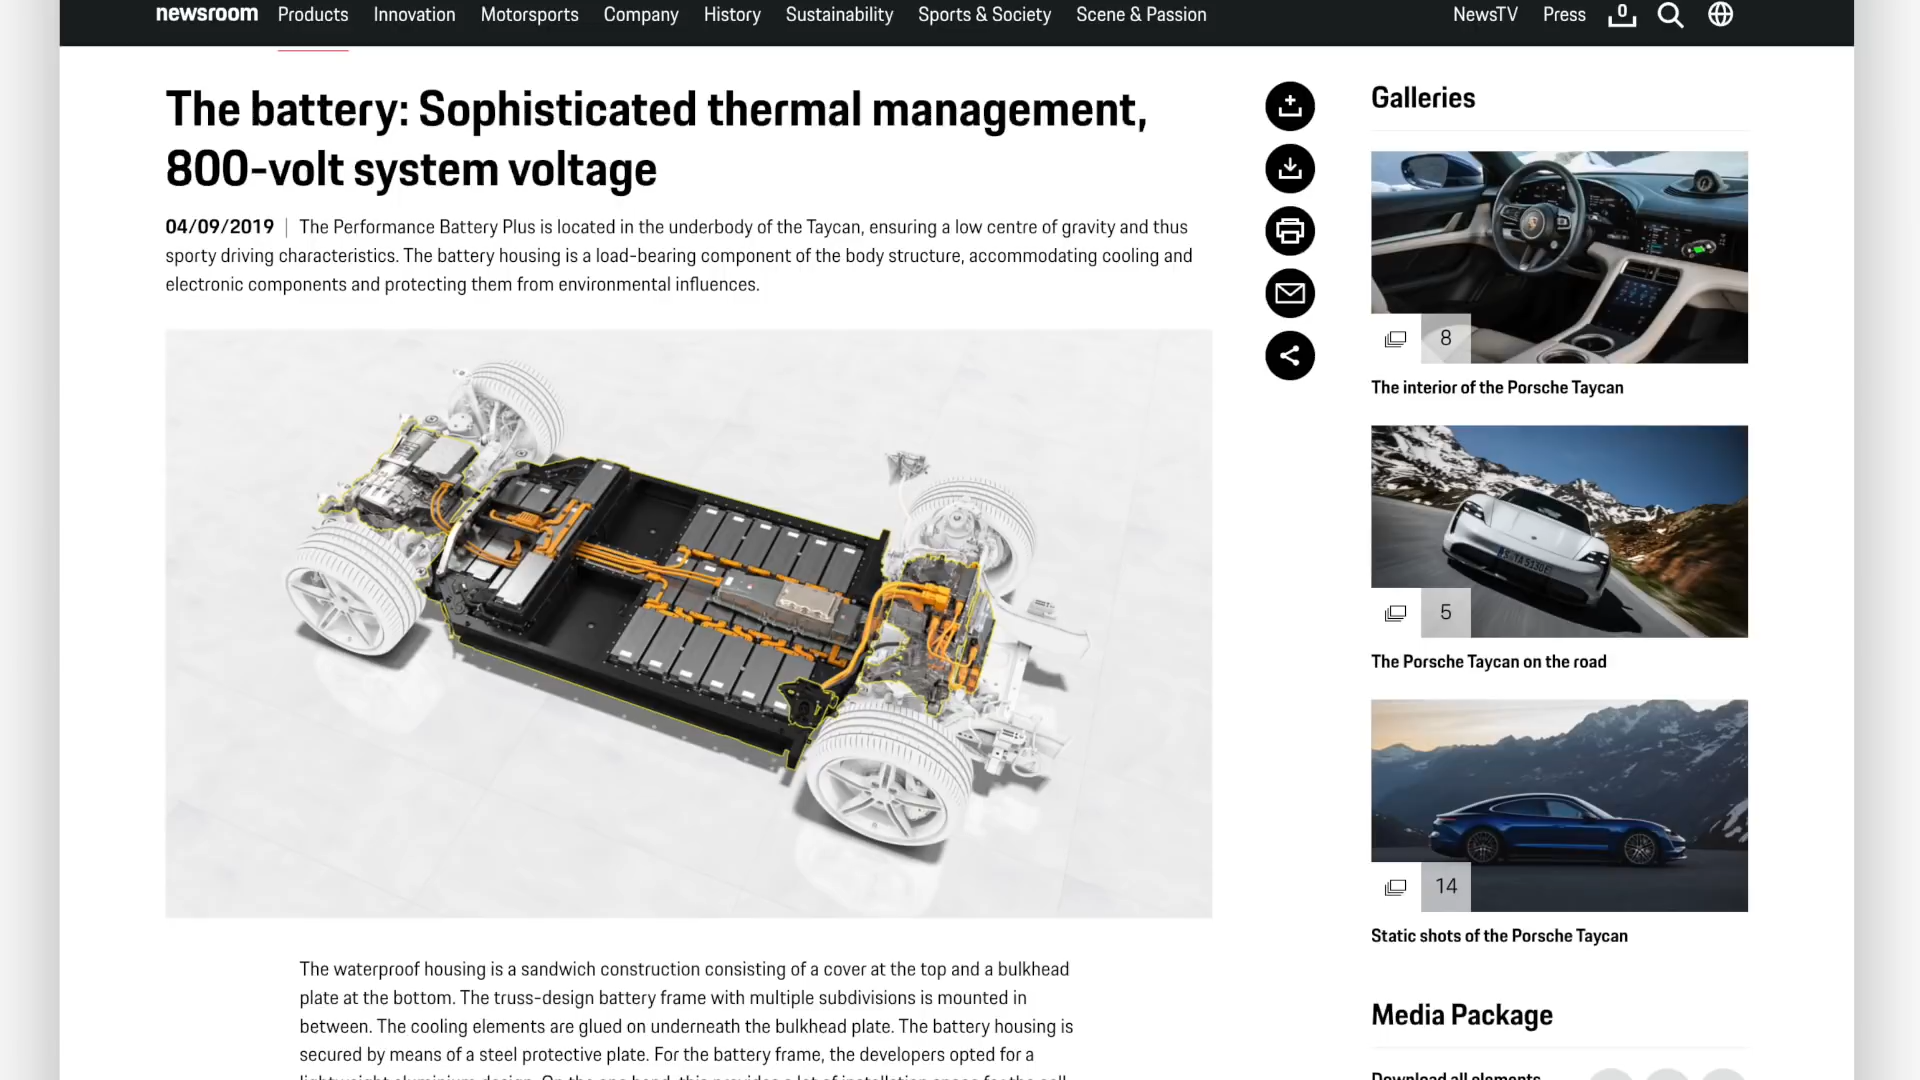 newsroom Products Innovation Motorsports Company History Sustainability Sports & Society Scene & Passion NewsTV Press 0
The battery: Sophisticated thermal management,
800-volt system voltage
04/09/2019 | The Performance Battery Plus is located in the underbody of the Taycan, ensuring a low centre of gravity and thus
sporty driving characteristics. The battery housing is a load-bearing component of the body structure, accommodating cooling and
electronic components and protecting them from environmental influences.
The waterproof housing is a sandwich construction consisting of a cover at the top and a bulkhead
plate at the bottom. The truss-design battery frame with multiple subdivisions is mounted in
between. The cooling elements are glued on underneath the bulkhead plate. The battery housing is
secured by means of a steel protective plate. For the battery frame, the developers opted for a
Galleries
8
The interior of the Porsche Taycan
5
The Porsche Taycan on the road
14
Static shots of the Porsche Taycan
Media Package
Download all elements